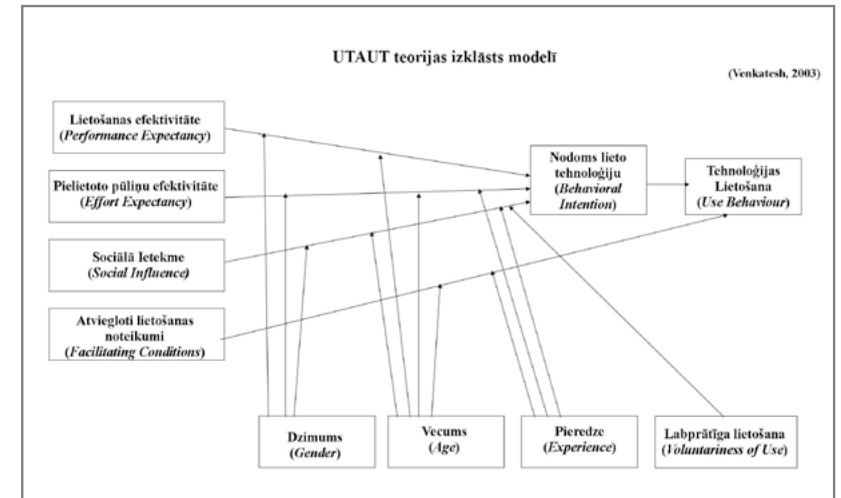 UTAUT teorijas izklāsts modelī
(Venkatesh, 2003)
Lietošanas efektivitāte
(Performance Expectancy)
Pielietoto pūliņu efektivitāte
(Effort Expectancy)
Sociālā Ietekme
(Social Influence)
Atviegloti lietošanas
noteikumi
(Facilitating Conditions)
Nodoms lieto
tehnoloģiju
(Behavioral
Intention)
Tehnoloģijas
Lietošana
(Use Behaviour)
Dzimums
(Gender)
Vecums
(Age)
Pieredze
(Experience)
Labprātīga lietošana
(Voluntariness of Use)